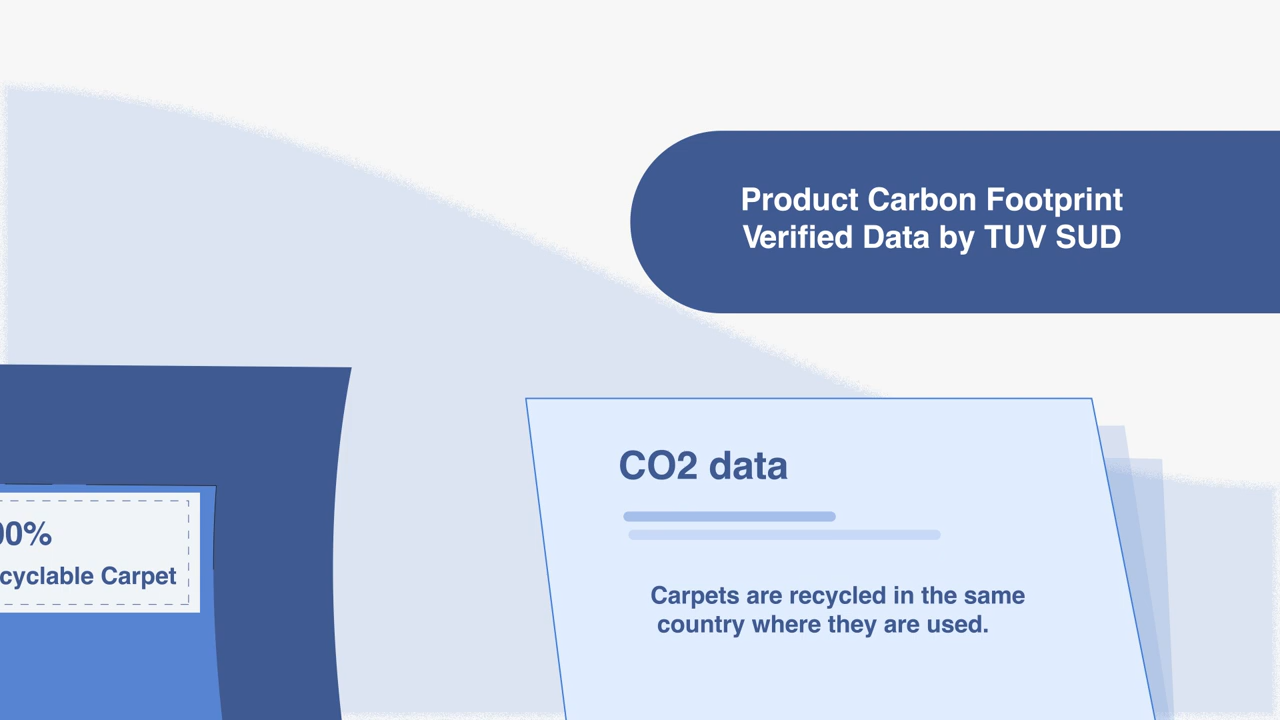 Product Carbon Footprint
Verified Data by TUV SUD
CO2 data
00%
cyclable Carpet
Carpets are recycled in the same
country where they are used.